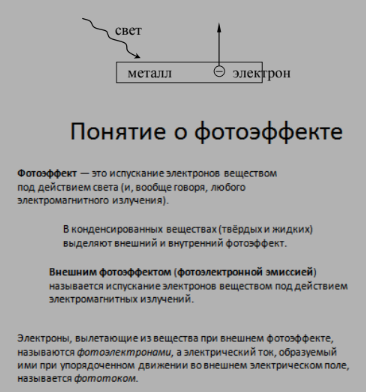 свет
металл
электрон
Понятие о фотоэффекте
Фотоэффект — это испускание электронов веществом
под действием света (и, вообще говоря, любого
электромагнитного излучения).
В конденсированных веществах (твёрдых и жидких)
выделяют внешний и внутренний фотоэффект.
Внешним фотоэффектом (фотоэлектронной эмиссией)
называется испускание электронов веществом под действием
электромагнитных излучений.
Электроны, вылетающие из вещества при внешнем фотоэффекте,
называются фотоэлектронами, а электрический ток, образуемый
ими при упорядоченном движении во внешнем электрическом поле,
называется фототоком.